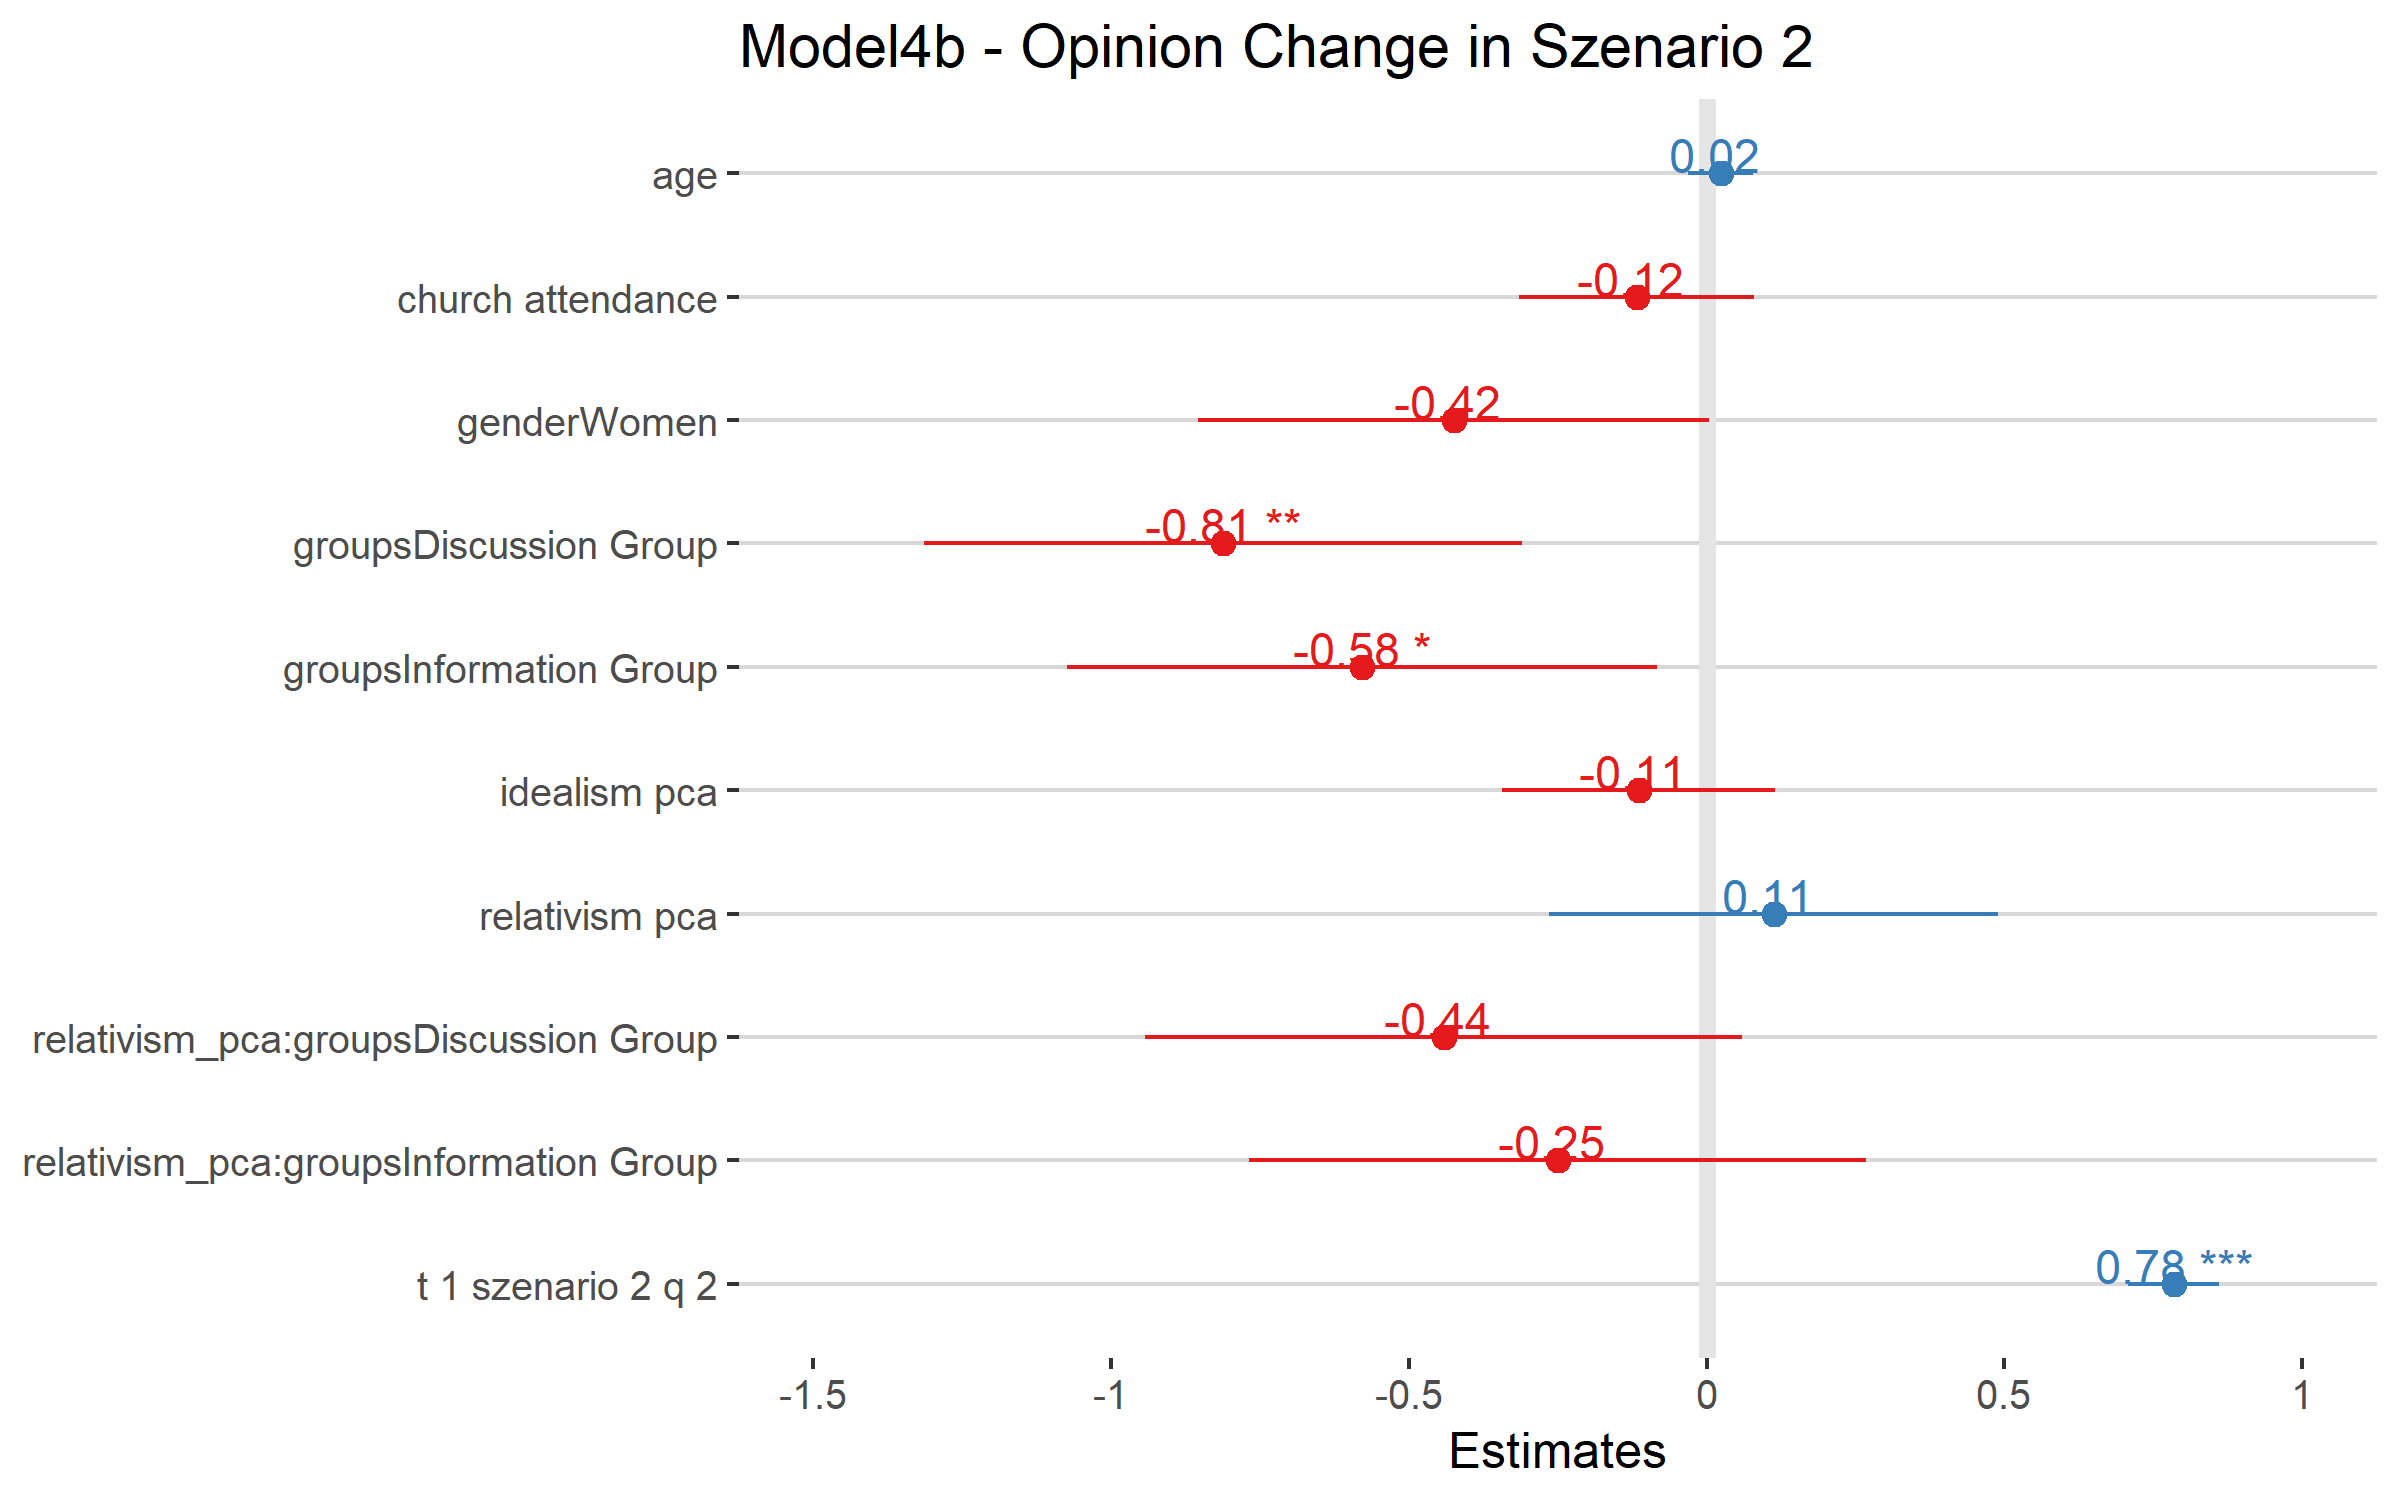 Model4b - Opinion Change in Szenario 2
age
0.02
church attendance
-0.12
genderWomen
-0.42
groupsDiscussion Group
-0.81 **
groupsInformation Group
-0.58 *
idealism pca
-0.11
relativism pca
0.11
relativism_pca:groupsDiscussion Group
-0.44
relativism_pca:groupsInformation Group
-0.25
t 1 szenario 2 q 2
0.78 ***
-1.5 -1 -0.5 0 0.5 1
Estimates